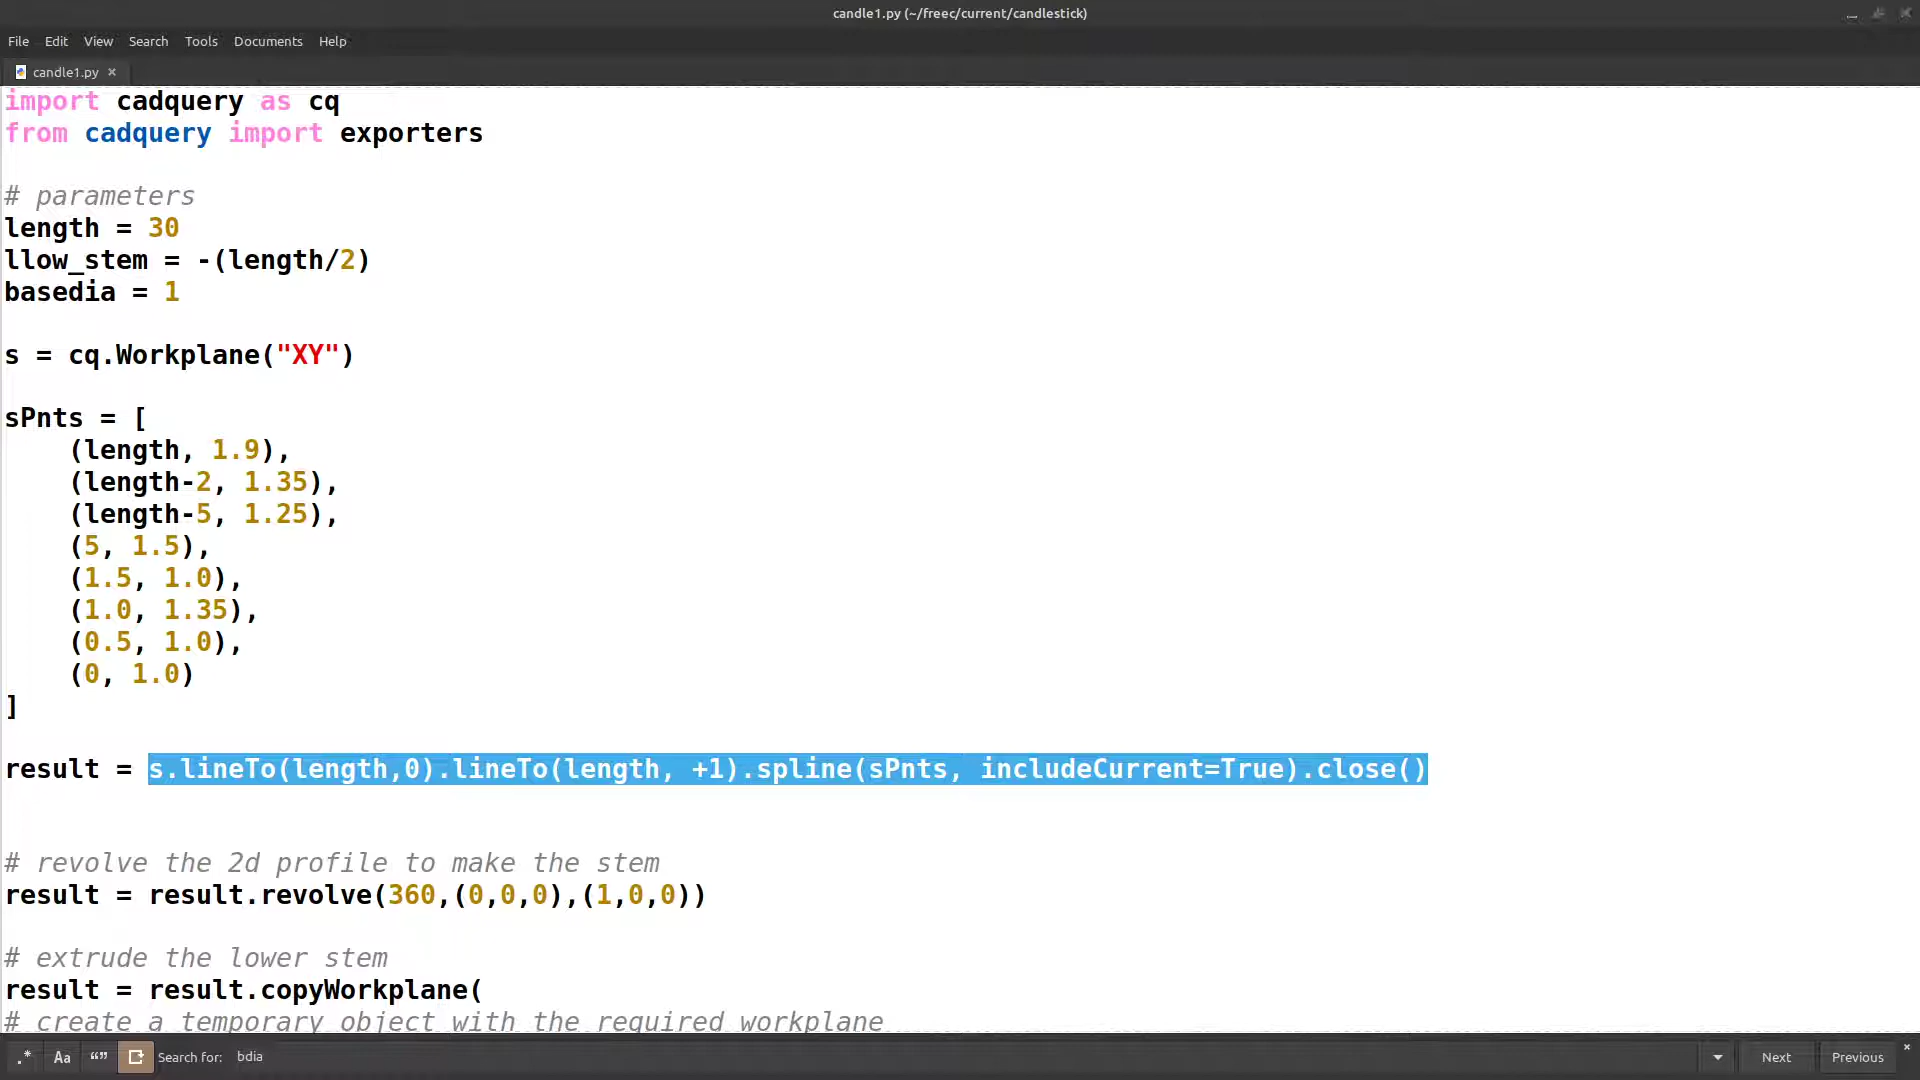 candle1.py (~/freec/current/candlestick)
File Edit View Search Tools Documents Help
candle1.py ×
import cadquery as cq
from cadquery import exporters
# parameters
length = 30
llow_stem = -(length/2)
basedia = 1
s = cq.Workplane("XY")
sPnts = [
(length, 1.9),
(length-2, 1.35),
(length-5, 1.25),
(5, 1.5),
(1.5, 1.0),
(1.0, 1.35),
(0.5, 1.0),
(0, 1.0)
]
result = s.lineTo(length,0).lineTo(length, +1).spline(sPnts, includeCurrent=True).close()
# revolve the 2d profile to make the stem
result = result.revolve(360,(0,0,0),(1,0,0))
# extrude the lower stem
result = result.copyWorkplane(
# create a temporary object with the required workplane
.* Aa “” Search for: bdia Next Previous ×